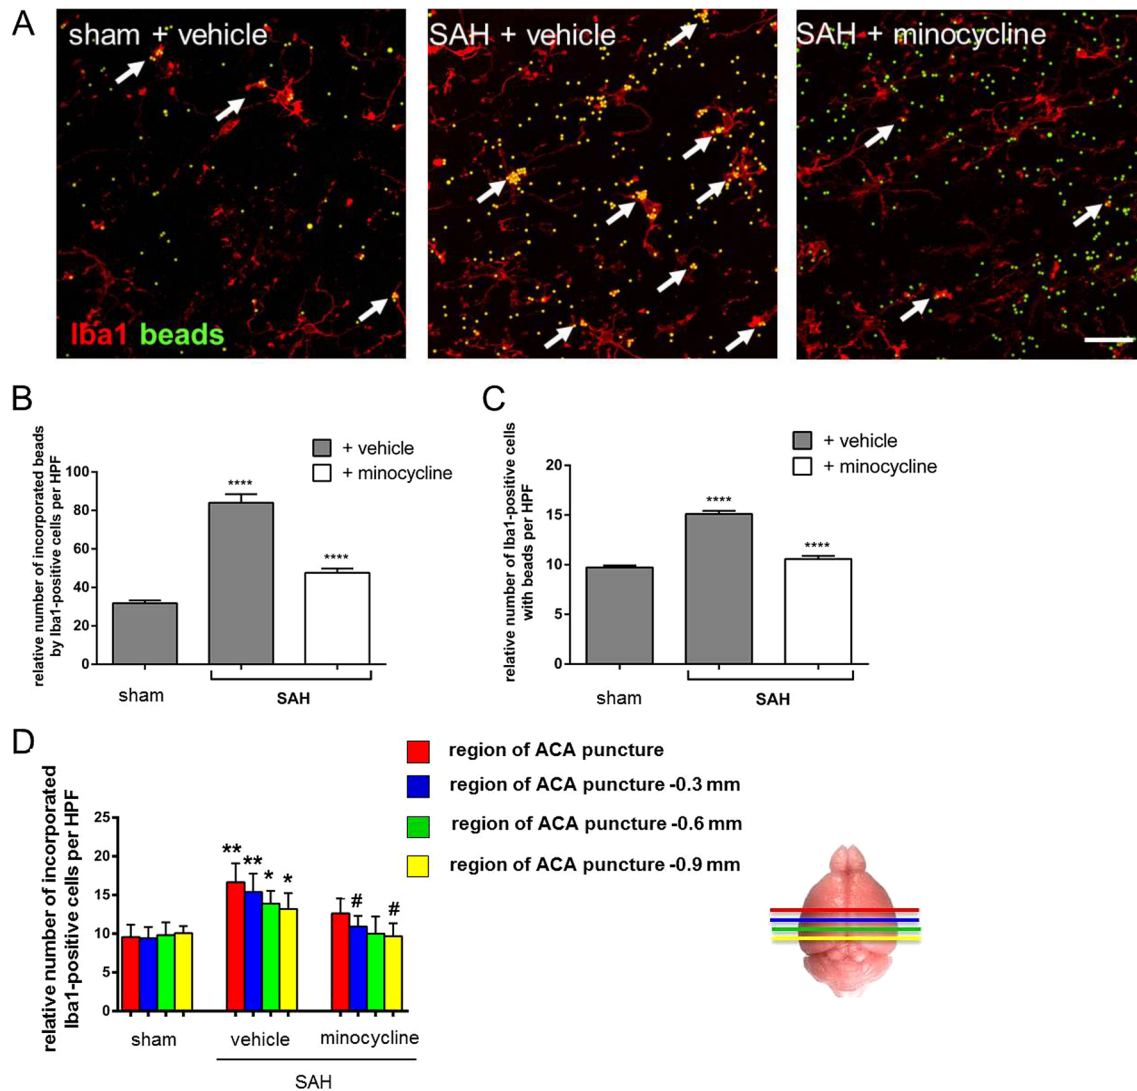 A
sham + vehicle
SAH + vehicle
SAH + minocycline
Iba1 beads
B
relative number of incorporated beads
by Iba1-positive cells per HPF
100
80
60
40
20
0
+ vehicle
+ minocycline
****
****
sham
SAH
C
relative number of Iba1-positive cells
with beads per HPF
20
15
10
5
0
+ vehicle
+ minocycline
****
****
sham
SAH
D
relative number of incorporated
Iba1-positive cells per HPF
25
20
15
10
5
0
** ** * *
# #
sham
vehicle
minocycline
SAH
region of ACA puncture
region of ACA puncture -0.3 mm
region of ACA puncture -0.6 mm
region of ACA puncture -0.9 mm